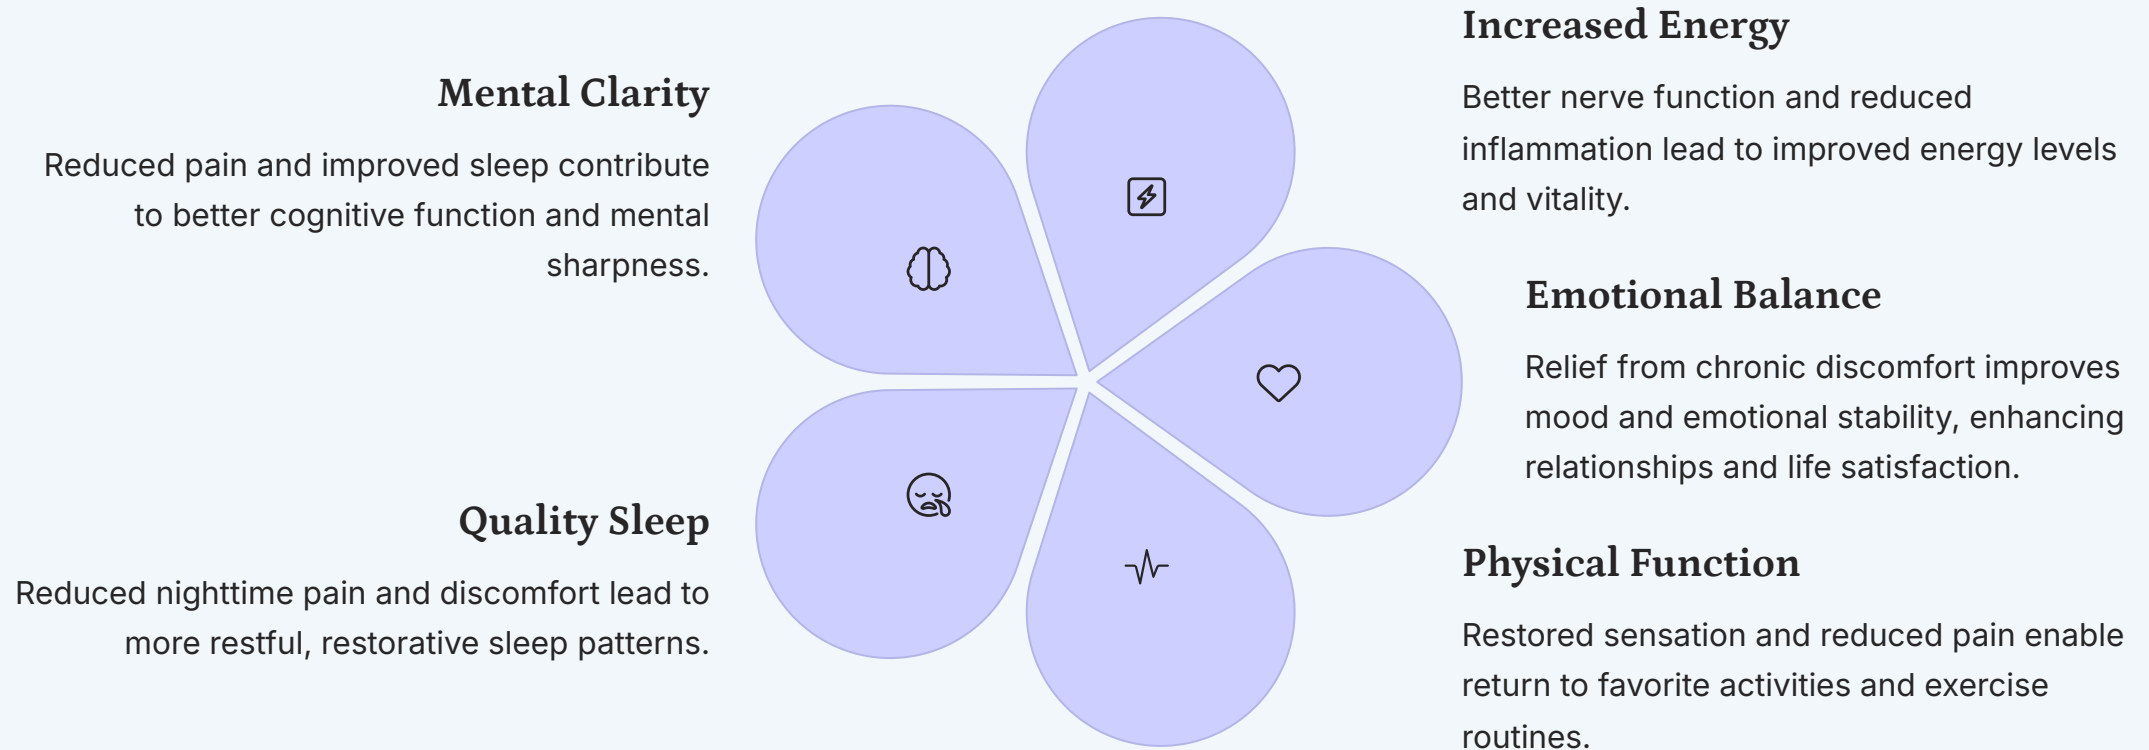 Mental Clarity
Reduced pain and improved sleep contribute
to better cognitive function and mental
sharpness.
Increased Energy
Better nerve function and reduced
inflammation lead to improved energy levels
and vitality.
Emotional Balance
Relief from chronic discomfort improves
mood and emotional stability, enhancing
relationships and life satisfaction.
Quality Sleep
Reduced nighttime pain and discomfort lead to
more restful, restorative sleep patterns.
Physical Function
Restored sensation and reduced pain enable
return to favorite activities and exercise
routines.